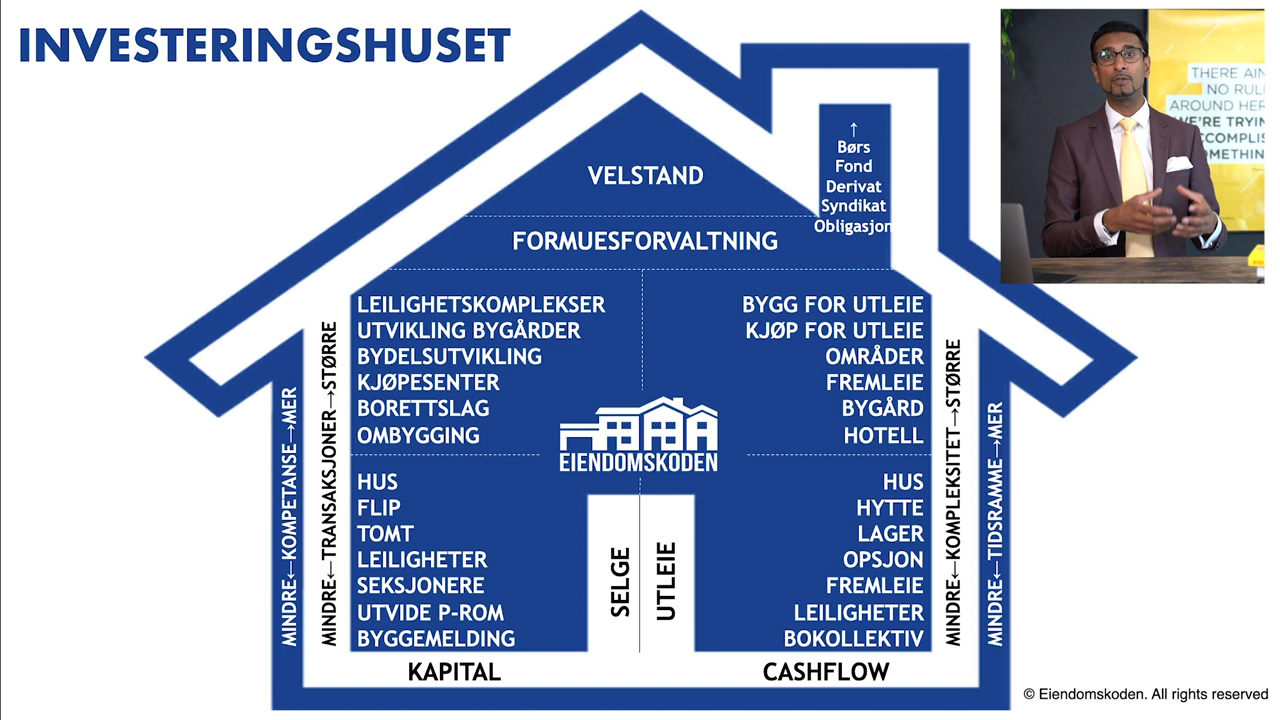 INVESTERINGSHUSET
THERE AIN
NO RUL
AROUND HER
WE'RE TRYIN
CCOMPLIS
OMETHIN
↑
Børs
Fond
Derivat
Syndikat
Obligasjon
VELSTAND
FORMUESFORVALTNING
LEILIGHETSKOMPLEKSER
UTVIKLING BYGÅRDER
BYDELSUTVIKLING
KJØPESENTER
BORETTSLAG
OMBYGGING
BYGG FOR UTLEIE
KJØP FOR UTLEIE
OMRÅDER
FREMLEIE
BYGÅRD
HOTELL
EIENDOMSKODEN
HUS
FLIP
TOMT
LEILIGHETER
SEKSJONERE
UTVIDE P-ROM
BYGGEMELDING
HUS
HYTTE
LAGER
OPSJON
FREMLEIE
LEILIGHETER
BOKOLLEKTIV
SELGE
UTLEIE
MINDRE←KOMPETANSE→MER
MINDRE←TRANSAKSJONER→STØRRE
MINDRE←KOMPLEKSITET→STØRRE
MINDRE←TIDSRAMME→MER
KAPITAL
CASHFLOW
© Eiendomskoden. All rights reserved